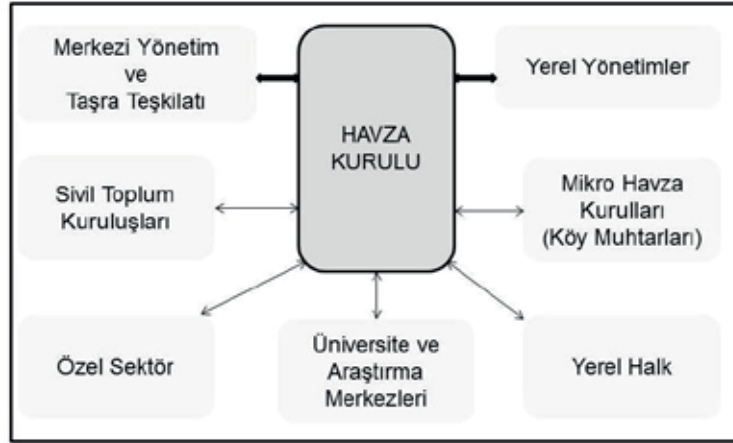 Merkezi Yönetim
ve
Taşra Teşkilatı
HAVZA
KURULU
Yerel Yönetimler
Sivil Toplum
Kuruluşları
Mikro Havza
Kurulları
(Köy Muhtarları)
Özel Sektör
Üniversite ve
Araştırma
Merkezleri
Yerel Halk